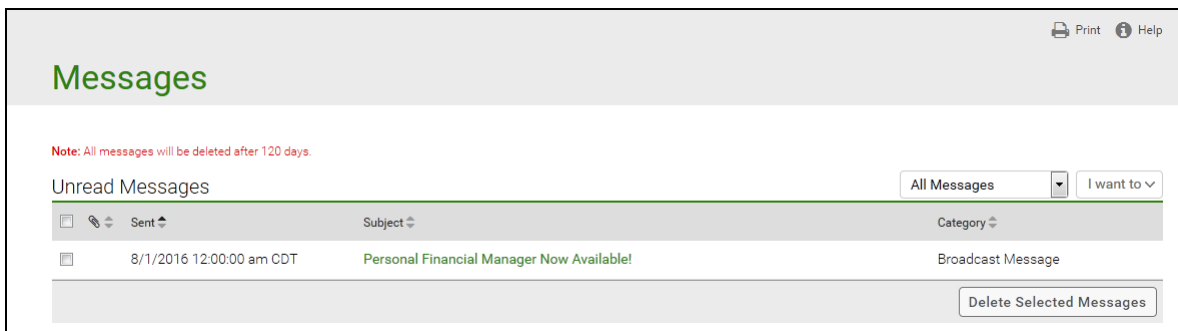 Print Help
Messages
Note: All messages will be deleted after 120 days.
Unread Messages All Messages I want to
Sent Subject Category
8/1/2016 12:00:00 am CDT Personal Financial Manager Now Available! Broadcast Message
Delete Selected Messages